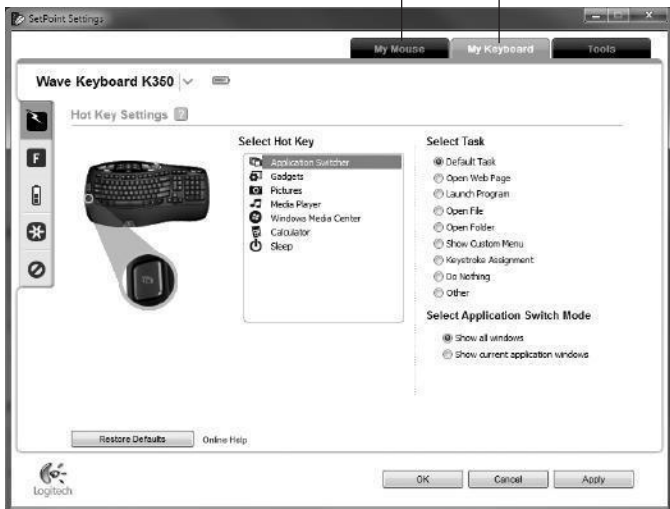 SetPoint Settings
My Mouse
My Keyboard
Tools
Wave Keyboard K350
Hot Key Settings ?
Select Hot Key
Application Switcher
Gadgets
Pictures
Media Player
Windows Media Center
Calculator
Sleep
Select Task
Default Task
Open Web Page
Launch Program
Open File
Open Folder
Show Custom Menu
Keystroke Assignment
Do Nothing
Other
Select Application Switch Mode
Show all windows
Show current application windows
F
Restore Defaults
Online Help
Logitech
OK
Cancel
Apply